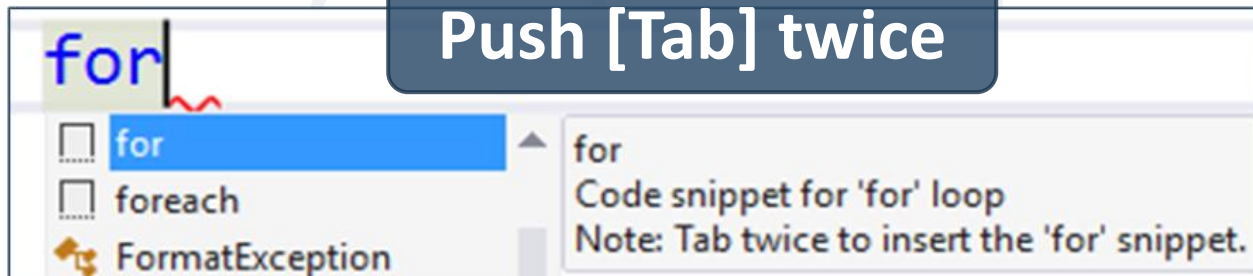 Push [Tab] twice
for
for
foreach
FormatException
for
Code snippet for 'for' loop
Note: Tab twice to insert the 'for' snippet.